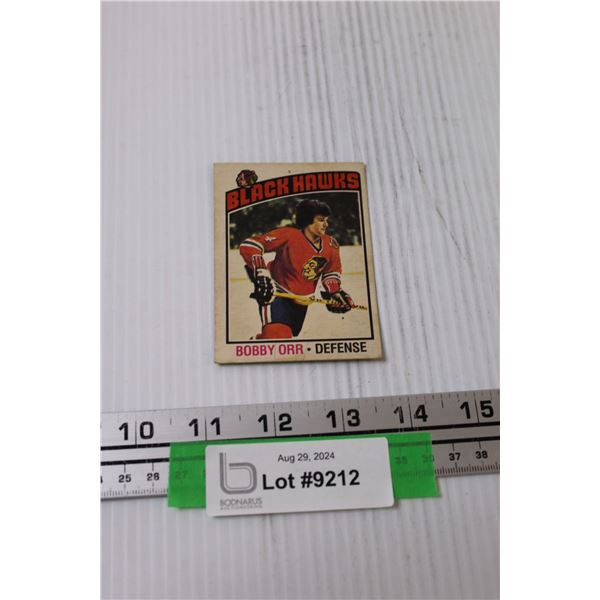 BLACK HAWKS
BOBBY ORR • DEFENSE
10 11 12 13 14 15
25 26 27 35 36 37 38
Aug 29, 2024
Lot #9212
BODNARUS
AUCTIONEERING